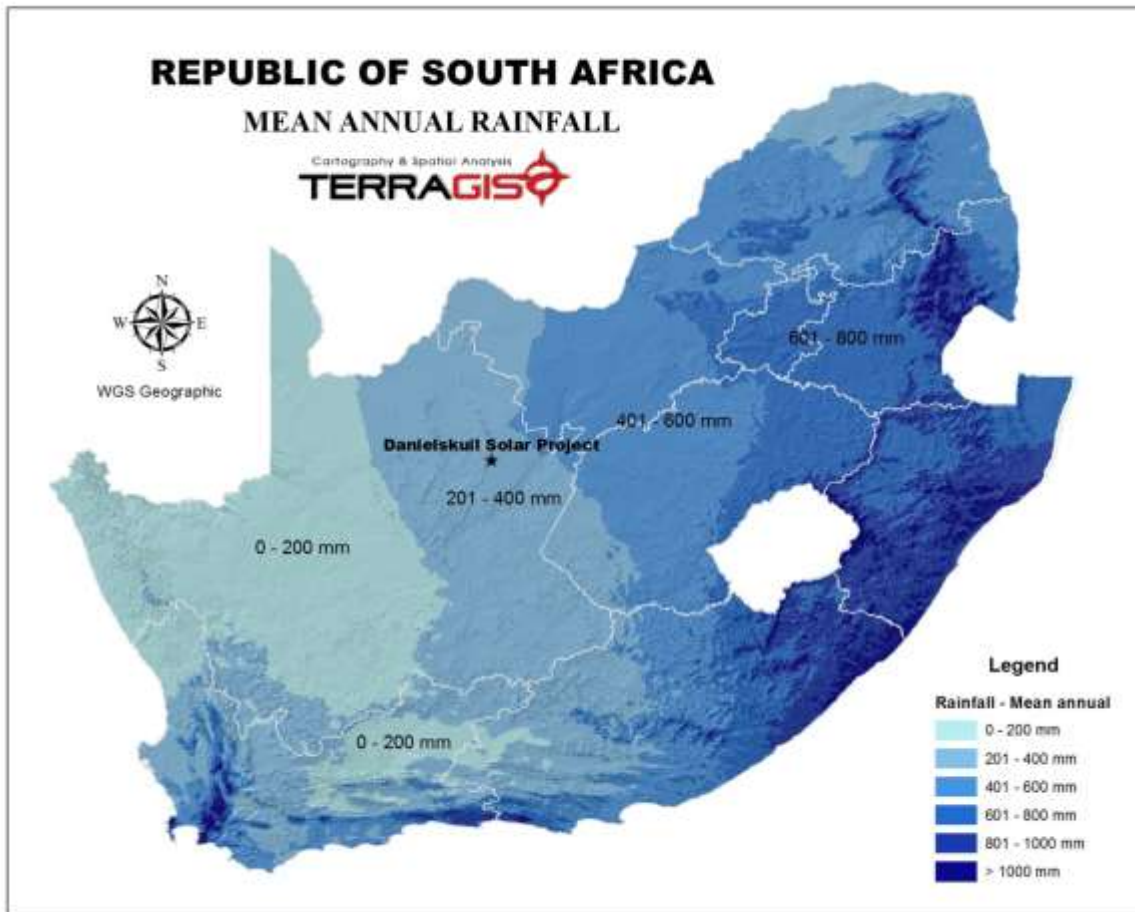 REPUBLIC OF SOUTH AFRICA
MEAN ANNUAL RAINFALL
Cartography & Spatial Analysis
TERRAGIS
N
W E
S
WGS Geographic
601 - 800 mm
401 - 600 mm
Danielskuil Solar Project
201 - 400 mm
0 - 200 mm
0 - 200 mm
Legend
Rainfall - Mean annual
0 - 200 mm
201 - 400 mm
401 - 600 mm
601 - 800 mm
801 - 1000 mm
> 1000 mm